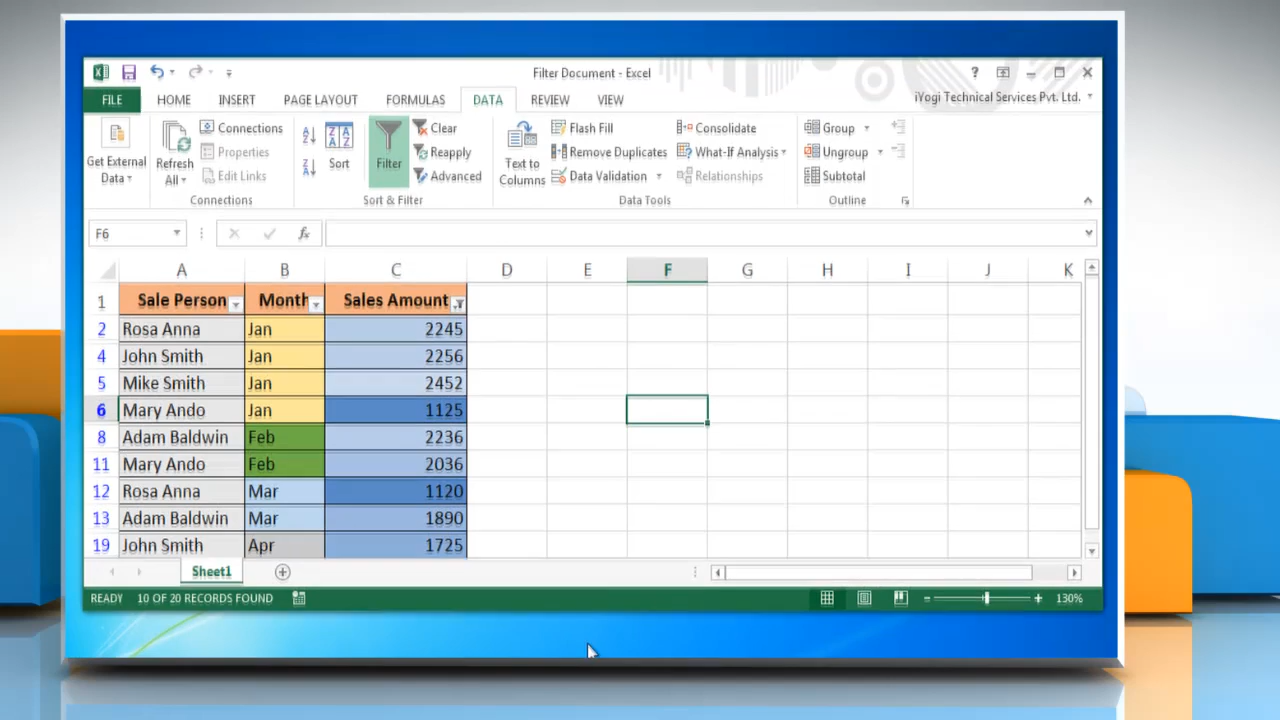 Filter Document - Excel
?
iYogi Technical Services Pvt. Ltd.
FILE HOME INSERT PAGE LAYOUT FORMULAS DATA REVIEW VIEW
Get External Data
Refresh All
Connections
Properties
Edit Links
Connections
Sort
Filter
Clear
Reapply
Advanced
Sort & Filter
Text to Columns
Flash Fill
Remove Duplicates
Data Validation
Consolidate
What-If Analysis
Relationships
Data Tools
Group
Ungroup
Subtotal
Outline
F6 fx
A B C D E F G H I J K
1 Sale Person Month Sales Amount
2 Rosa Anna Jan 2245
4 John Smith Jan 2256
5 Mike Smith Jan 2452
6 Mary Ando Jan 1125
8 Adam Baldwin Feb 2236
11 Mary Ando Feb 2036
12 Rosa Anna Mar 1120
13 Adam Baldwin Mar 1890
19 John Smith Apr 1725
Sheet1
READY 10 OF 20 RECORDS FOUND 130%